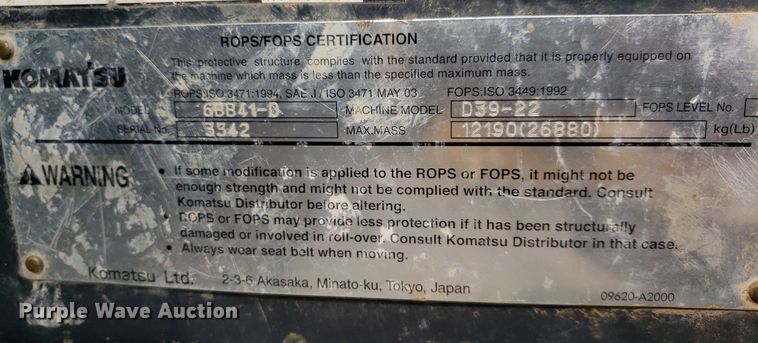 ROPS/FOPS CERTIFICATION
KOMATSU
This protective structure complies with the standard provided that it is properly equipped on
the machine which mass is less than the specified maximum mass.
ROPS:ISO 3471:1994, SAE J / ISO 3471 MAY 03 FOPS:ISO 3449:1992
MODEL 6BB41-D MACHINE MODEL D39-22 FOPS LEVEL No.
SERIAL No. 3342 MAX.MASS 12190(26880) kg(Lb)
WARNING
• If some modification is applied to the ROPS or FOPS, it might not be
enough strength and might not be complied with the standard. Consult
Komatsu Distributor before altering.
• ROPS or FOPS may provide less protection if it has been structurally
damaged or involved in roll-over. Consult Komatsu Distributor in that case.
• Always wear seat belt when moving.
Komatsu Ltd. 2-3-6 Akasaka, Minato-ku, Tokyo, Japan
09620-A2000
Purple Wave Auction